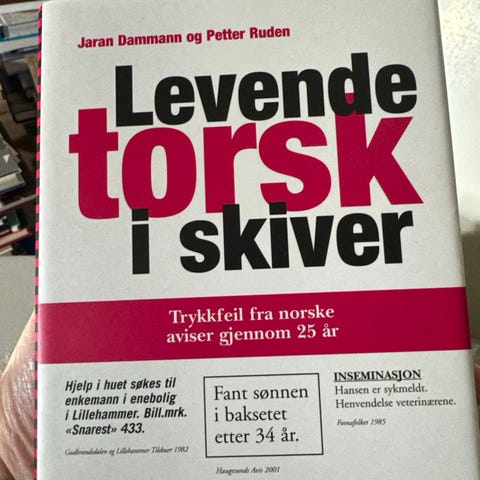 Jaran Dammann og Petter Ruden
Levende
torsk
i skiver
Trykkfeil fra norske
aviser gjennom 25 år
Hjelp i huet søkes til
enkemann i enebolig
i Lillehammer. Bill.mrk.
«Snarest» 433.
Gudbrandsdølen og Lillehammer Tilskuer 1982
Fant sønnen
i baksetet
etter 34 år.
Haugesunds Avis 2001
INSEMINASJON
Hansen er sykmeldt.
Henvendelse veterinærene.
Fosnafolket 1985